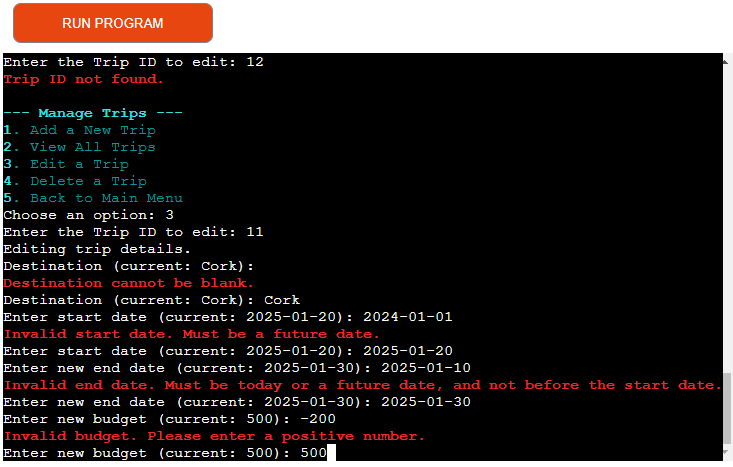 RUN PROGRAM
Enter the Trip ID to edit: 12
Trip ID not found.
--- Manage Trips ---
1. Add a New Trip
2. View All Trips
3. Edit a Trip
4. Delete a Trip
5. Back to Main Menu
Choose an option: 3
Enter the Trip ID to edit: 11
Editing trip details.
Destination (current: Cork):
Destination cannot be blank.
Destination (current: Cork): Cork
Enter start date (current: 2025-01-20): 2024-01-01
Invalid start date. Must be a future date.
Enter start date (current: 2025-01-20): 2025-01-20
Enter new end date (current: 2025-01-30): 2025-01-10
Invalid end date. Must be today or a future date, and not before the start date.
Enter new end date (current: 2025-01-30): 2025-01-30
Enter new budget (current: 500): -200
Invalid budget. Please enter a positive number.
Enter new budget (current: 500): 500